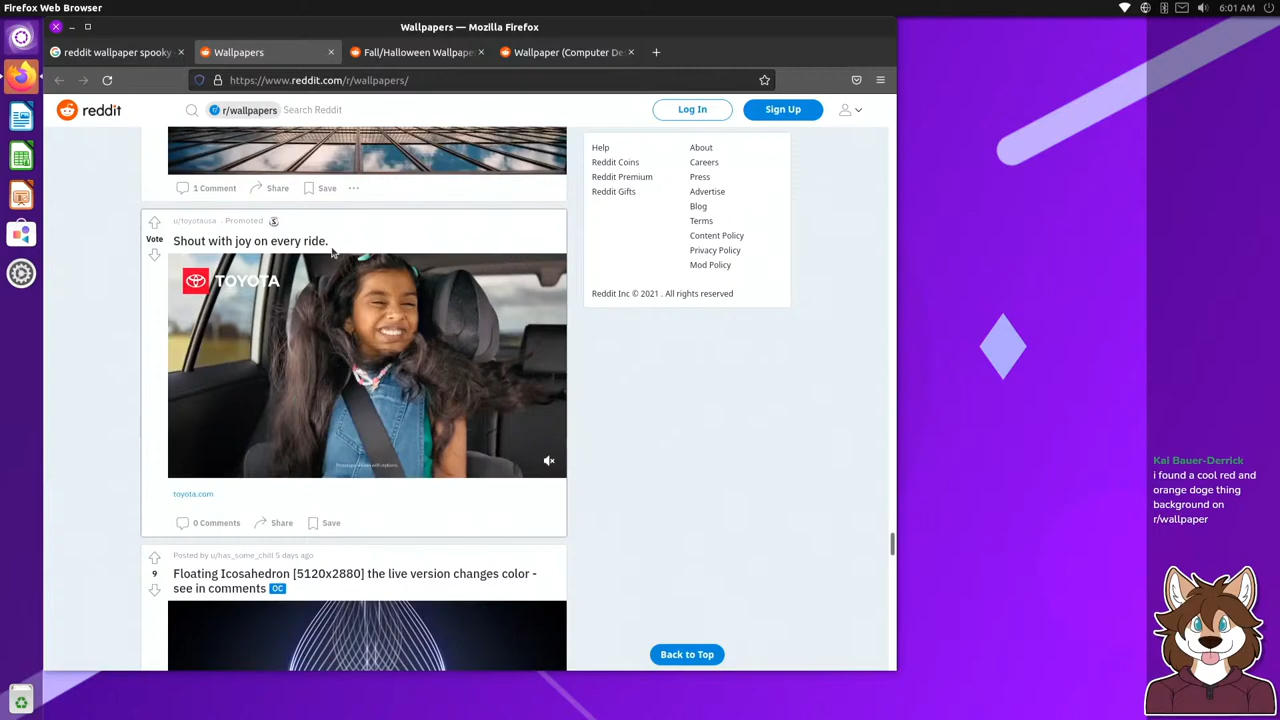 Firefox Web Browser
6:01 AM
Wallpapers — Mozilla Firefox
reddit wallpaper spooky
Wallpapers
Fall/Halloween Wallpape
Wallpaper (Computer De
https://www.reddit.com/r/wallpapers/
reddit
r/wallpapers
Search Reddit
Log In
Sign Up
1 Comment
Share
Save
u/toyotausa . Promoted
Vote
Shout with joy on every ride.
TOYOTA
toyota.com
0 Comments
Share
Save
Posted by u/has_some_chill 5 days ago
9
Floating Icosahedron [5120x2880] the live version changes color -
see in comments OC
Help
About
Reddit Coins
Careers
Reddit Premium
Press
Reddit Gifts
Advertise
Blog
Terms
Content Policy
Privacy Policy
Mod Policy
Reddit Inc © 2021 . All rights reserved
Back to Top
Kai Bauer-Derrick
i found a cool red and
orange doge thing
background on
r/wallpaper